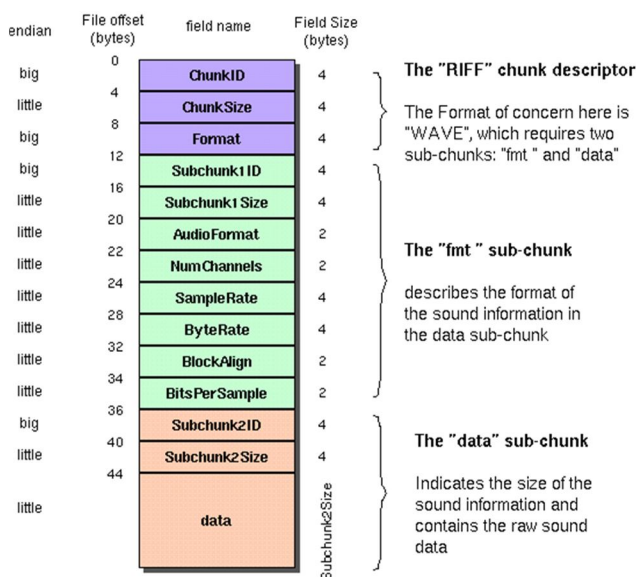 endian
File offset
(bytes)
field name
Field Size
(bytes)
0
big ChunkID 4
4
little ChunkSize 4
8
big Format 4
12
big Subchunk1ID 4
16
little Subchunk1Size 4
20
little AudioFormat 2
22
little NumChannels 2
24
little SampleRate 4
28
little ByteRate 4
32
little BlockAlign 2
34
little BitsPerSample 2
36
big Subchunk2ID 4
40
little Subchunk2Size 4
44
little data Subchunk2Size
The "RIFF" chunk descriptor
The Format of concern here is
"WAVE", which requires two
sub-chunks: "fmt " and "data"
The "fmt " sub-chunk
describes the format of
the sound information in
the data sub-chunk
The "data" sub-chunk
Indicates the size of the
sound information and
contains the raw sound
data